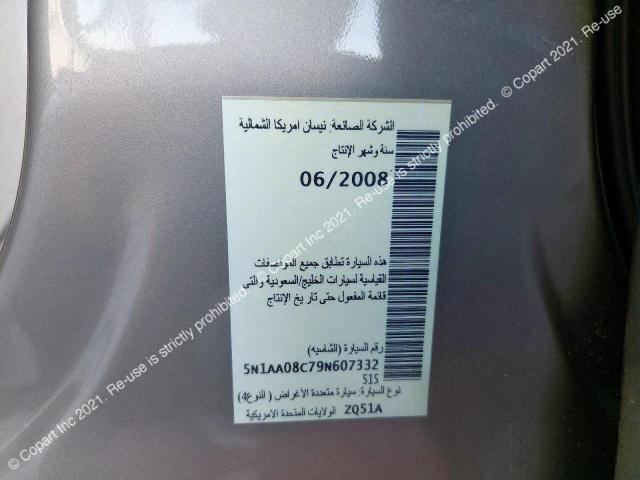 الشركة الصانعة: نيسان امريكا الشمالية
سنة وشهر الإنتاج
06/2008
هذه السيارة تطابق جميع المواصفات
القياسية لسيارات الخليج/السعودية والتي
قائمة المفعول حتى تاريخ الإنتاج
رقم السيارة (الشاسيه)
5N1AA08C79N607332
515
نوع السيارة: سيارة متعددة الأغراض (النوع4)
ZQ51A الولايات المتحدة الامريكية
© Copart Inc 2021. Re-use is strictly prohibited.
© Copart Inc 2021. Re-use is strictly prohibited.
© Copart 2021. Re-use